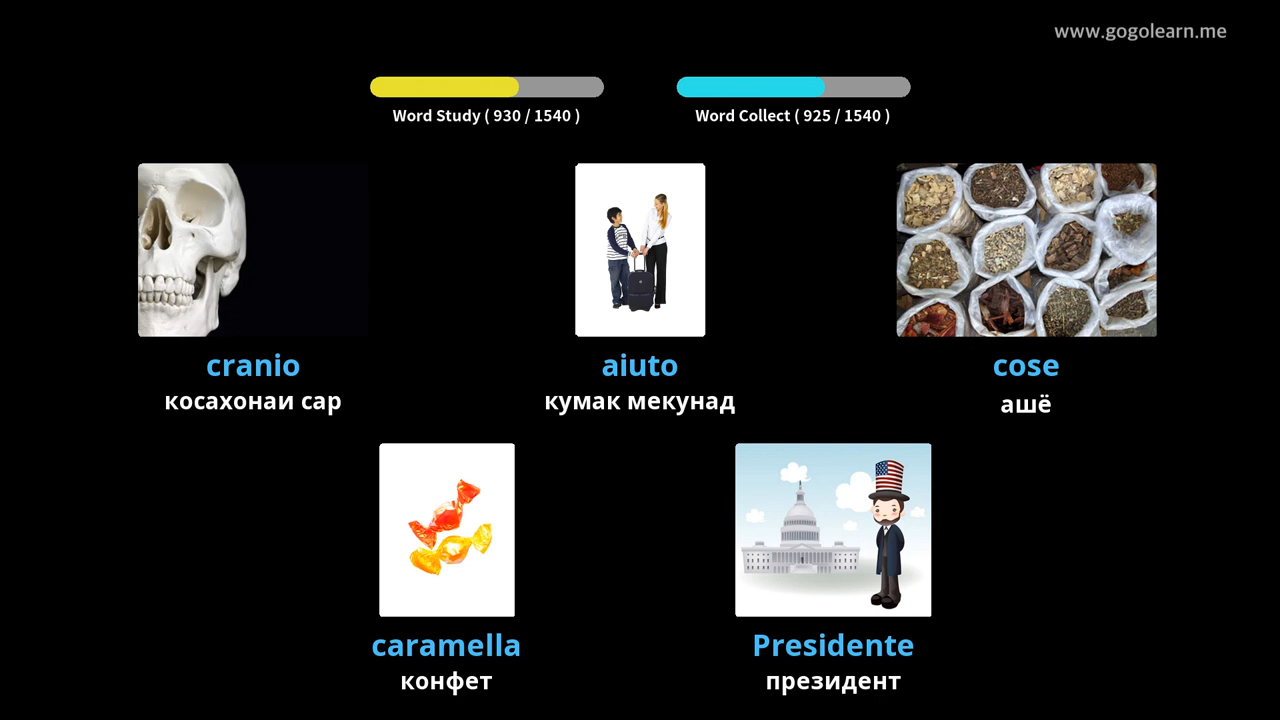 www.gogolearn.me
Word Study ( 930 / 1540 )
Word Collect ( 925 / 1540 )
cranio
косахонаи сар
aiuto
кумак мекунад
cose
ашё
caramella
конфет
Presidente
президент